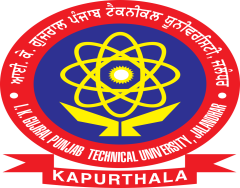 ਆਈ. ਕੇ. ਗੁਜਰਾਲ ਪੰਜਾਬ ਟੈਕਨੀਕਲ ਯੂਨੀਵਰਸਿਟੀ, ਜਲੰਧਰ
I. K. GUJRAL PUNJAB TECHNICAL UNIVERSITY, JALANDHAR
KAPURTHALA